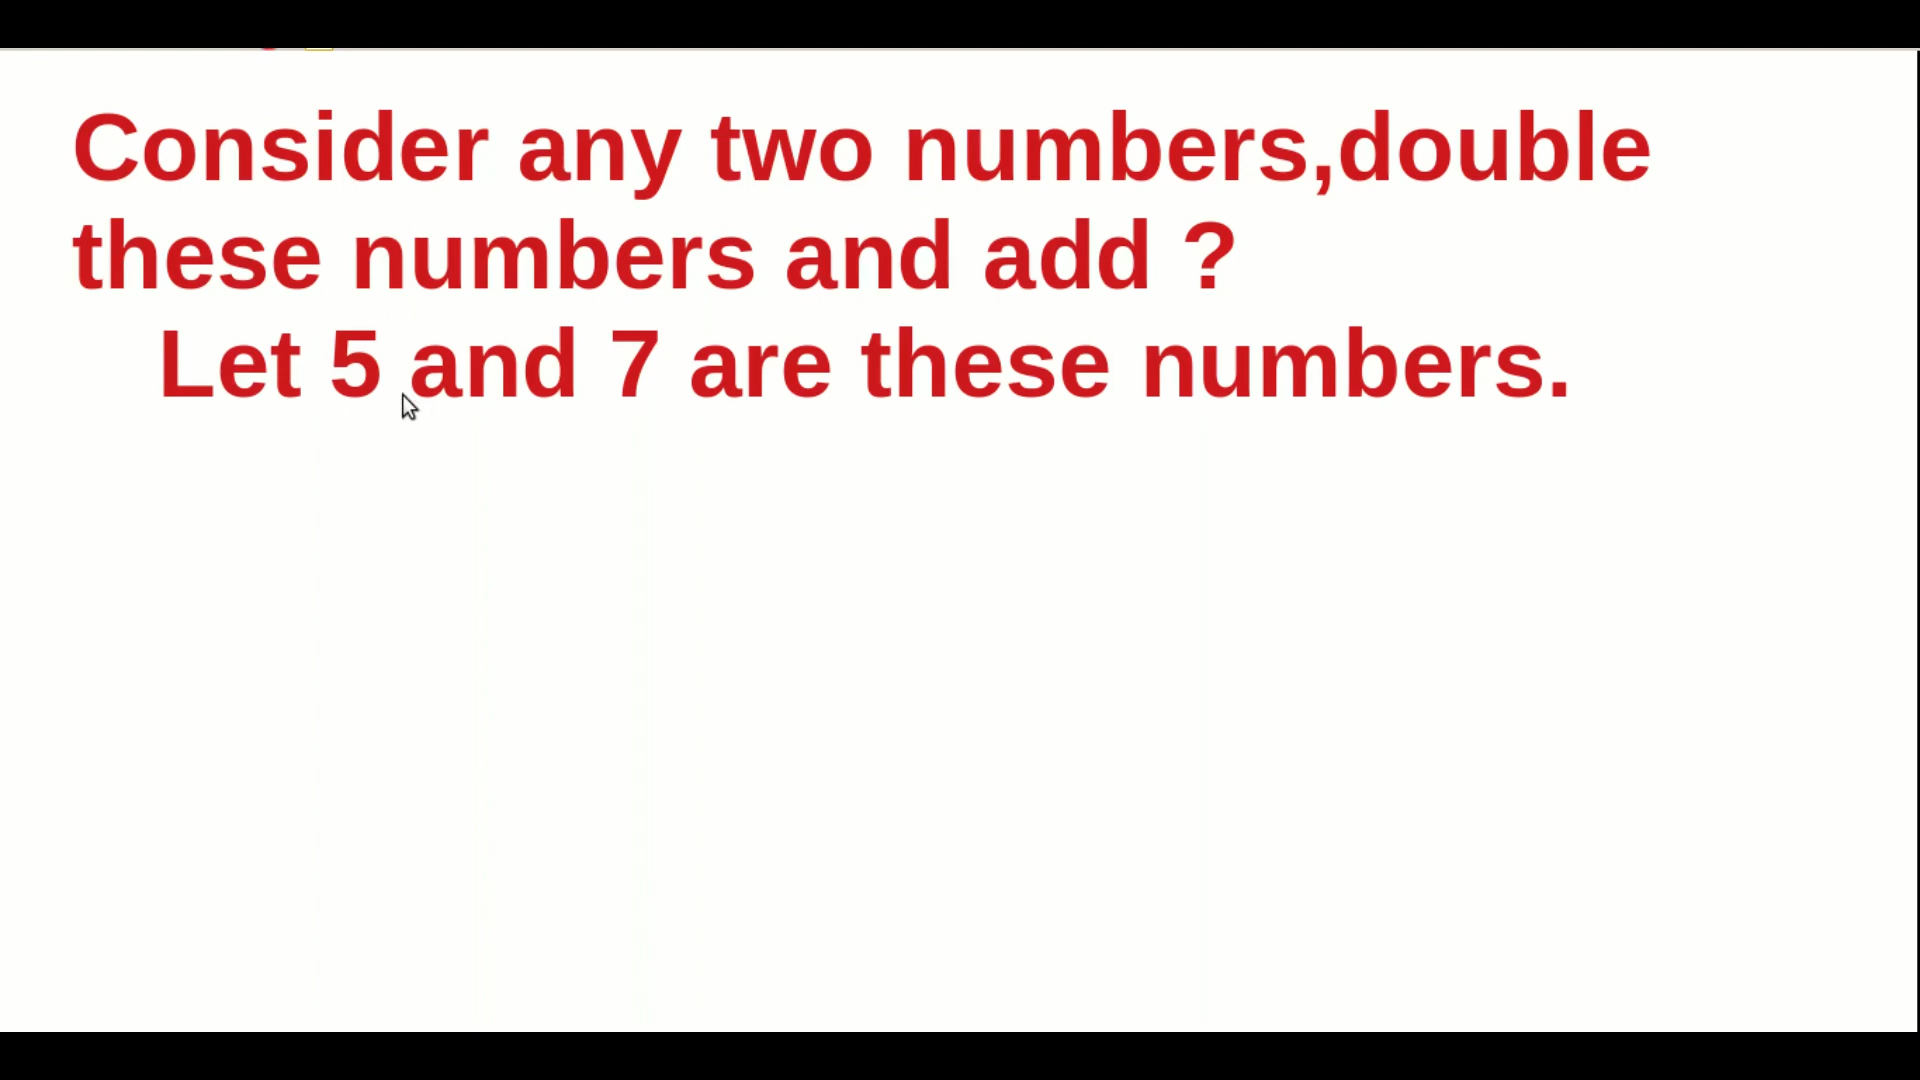 Consider any two numbers,double
these numbers and add ?
Let 5 and 7 are these numbers.